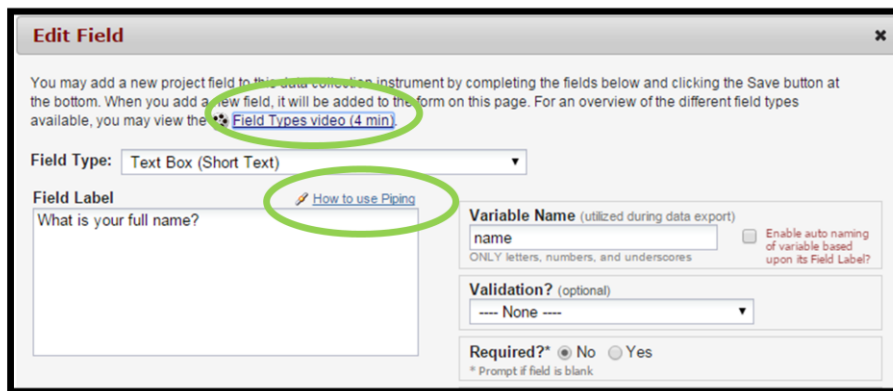 Edit Field
You may add a new project field to this data collection instrument by completing the fields below and clicking the Save button at
the bottom. When you add a new field, it will be added to the form on this page. For an overview of the different field types
available, you may view the Field Types video (4 min).
Field Type: Text Box (Short Text)
Field Label How to use Piping
What is your full name?
Variable Name (utilized during data export)
name
ONLY letters, numbers, and underscores
Enable auto naming
of variable based
upon its Field Label?
Validation? (optional)
---- None ----
Required?* No Yes
* Prompt if field is blank